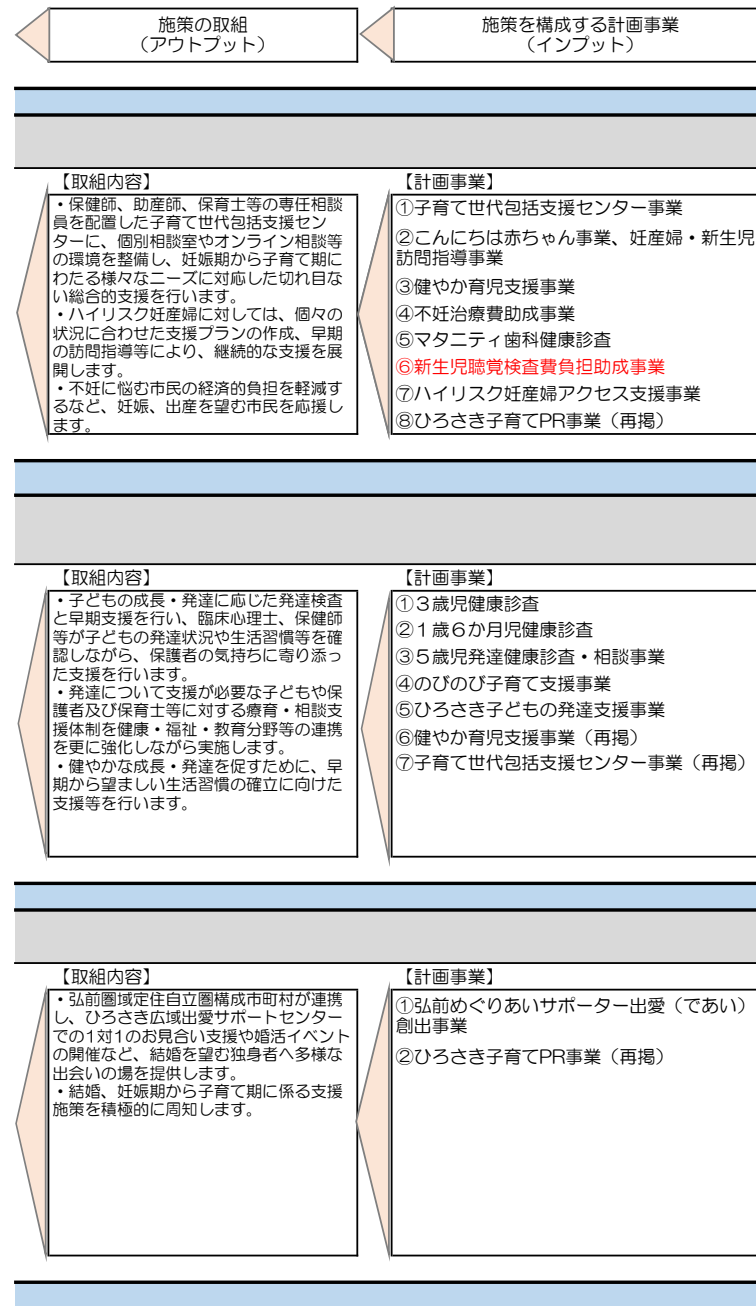 施策の取組
（アウトプット）
施策を構成する計画事業
（インプット）
【取組内容】
・保健師、助産師、保育士等の専任相談
員を配置した子育て世代包括支援セン
ターに、個別相談室やオンライン相談等
の環境を整備し、妊娠期から子育て期に
わたる様々なニーズに対応した切れ目な
い総合的支援を行います。
・ハイリスク妊産婦に対しては、個々の
状況に合わせた支援プランの作成、早期
の訪問指導等により、継続的な支援を展
開します。
・不妊に悩む市民の経済的負担を軽減す
るなど、妊娠、出産を望む市民を応援し
ます。
【計画事業】
①子育て世代包括支援センター事業
②こんにちは赤ちゃん事業、妊産婦・新生児
訪問指導事業
③健やか育児支援事業
④不妊治療費助成事業
⑤マタニティ歯科健康診査
⑥新生児聴覚検査費負担助成事業
⑦ハイリスク妊産婦アクセス支援事業
⑧ひろさき子育てPR事業（再掲）
【取組内容】
・子どもの成長・発達に応じた発達検査
と早期支援を行い、臨床心理士、保健師
等が子どもの発達状況や生活習慣等を確
認しながら、保護者の気持ちに寄り添っ
た支援を行います。
・発達について支援が必要な子どもや保
護者及び保育士等に対する療育・相談支
援体制を健康・福祉・教育分野等の連携
を更に強化しながら実施します。
・健やかな成長・発達を促すために、早
期から望ましい生活習慣の確立に向けた
支援等を行います。
【計画事業】
①３歳児健康診査
②１歳６か月児健康診査
③５歳児発達健康診査・相談事業
④のびのび子育て支援事業
⑤ひろさき子どもの発達支援事業
⑥健やか育児支援事業（再掲）
⑦子育て世代包括支援センター事業（再掲）
【取組内容】
・弘前圏域定住自立圏構成市町村が連携
し、ひろさき広域出愛サポートセンター
での1対1のお見合い支援や婚活イベント
の開催など、結婚を望む独身者へ多様な
出会いの場を提供します。
・結婚、妊娠期から子育て期に係る支援
施策を積極的に周知します。
【計画事業】
①弘前めぐりあいサポーター出愛（であい）
創出事業
②ひろさき子育てPR事業（再掲）